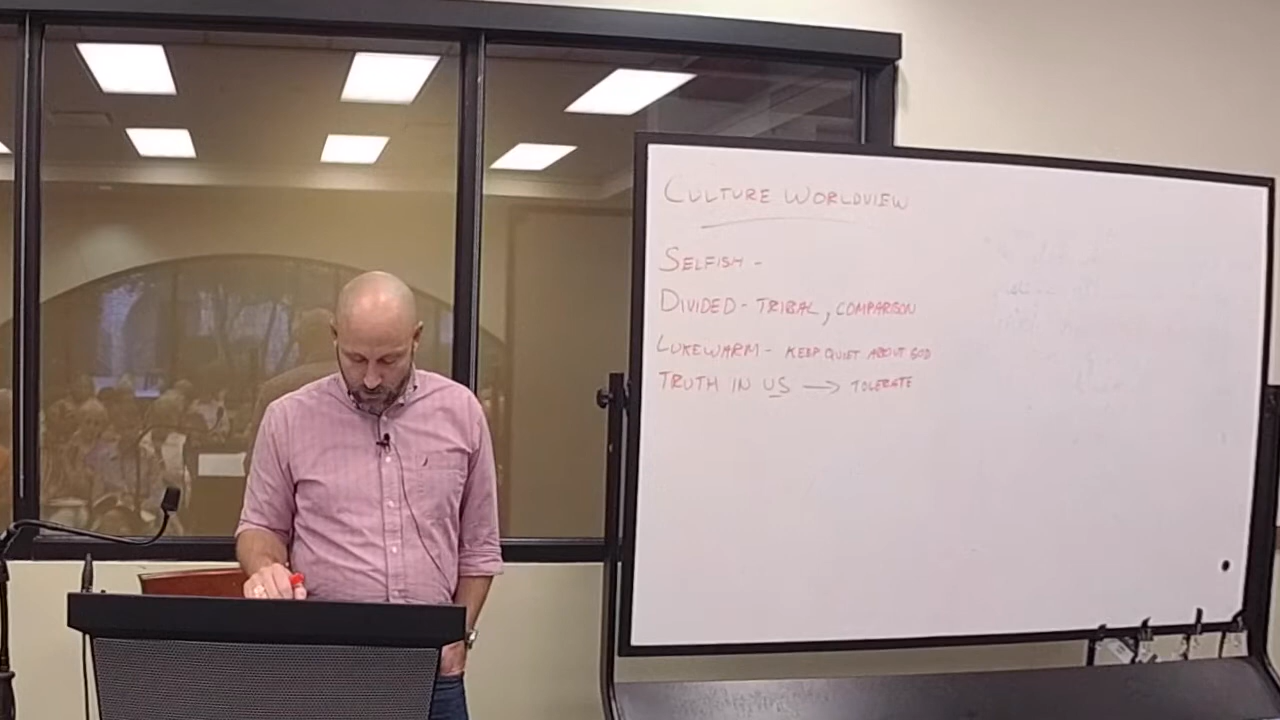 CULTURE WORLDVIEW
SELFISH -
DIVIDED - TRIBAL, COMPARISON
LUKEWARM - KEEP QUIET ABOUT GOD
TRUTH IN US → TOLERATE